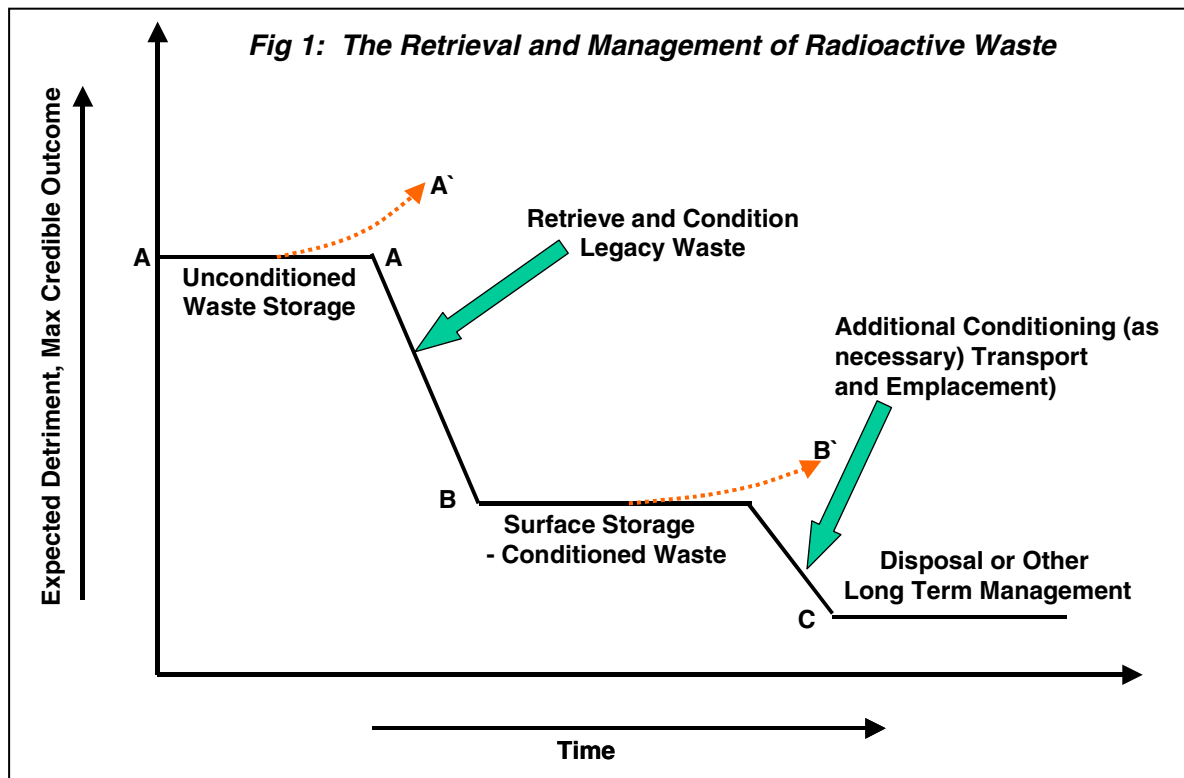 Fig 1: The Retrieval and Management of Radioactive Waste
Expected Detriment, Max Credible Outcome
A`
Retrieve and Condition
Legacy Waste
A
A
Unconditioned
Waste Storage
Additional Conditioning (as
necessary) Transport
and Emplacement)
B`
B
Surface Storage
- Conditioned Waste
Disposal or Other
Long Term Management
C
Time